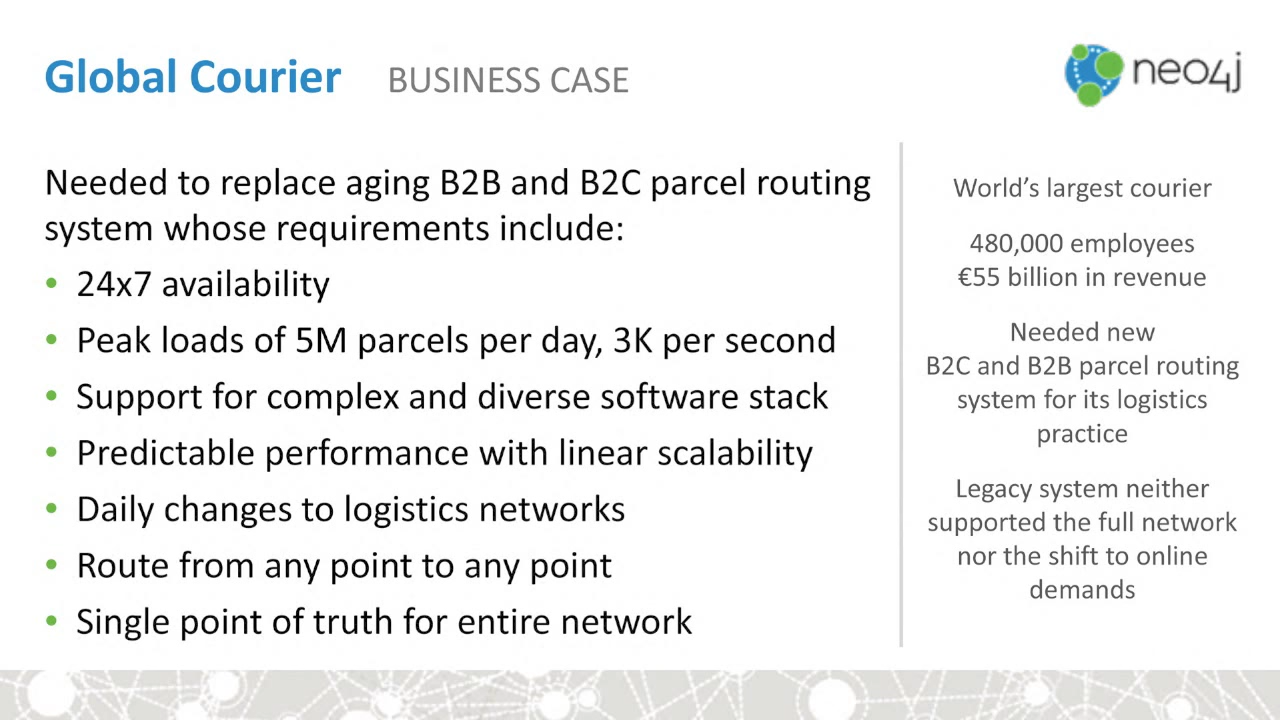 Global Courier BUSINESS CASE
neo4j
Needed to replace aging B2B and B2C parcel routing
system whose requirements include:
• 24x7 availability
• Peak loads of 5M parcels per day, 3K per second
• Support for complex and diverse software stack
• Predictable performance with linear scalability
• Daily changes to logistics networks
• Route from any point to any point
• Single point of truth for entire network
World’s largest courier
480,000 employees
€55 billion in revenue
Needed new
B2C and B2B parcel routing
system for its logistics
practice
Legacy system neither
supported the full network
nor the shift to online
demands